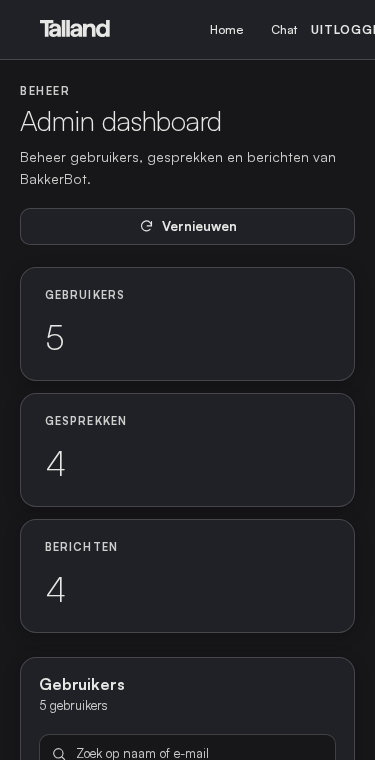 Talland
Home Chat UITLOGGE
BEHEER
Admin dashboard
Beheer gebruikers, gesprekken en berichten van
BakkerBot.
Vernieuwen
GEBRUIKERS
5
GESPREKKEN
4
BERICHTEN
4
Gebruikers
5 gebruikers
Zoek op naam of e-mail